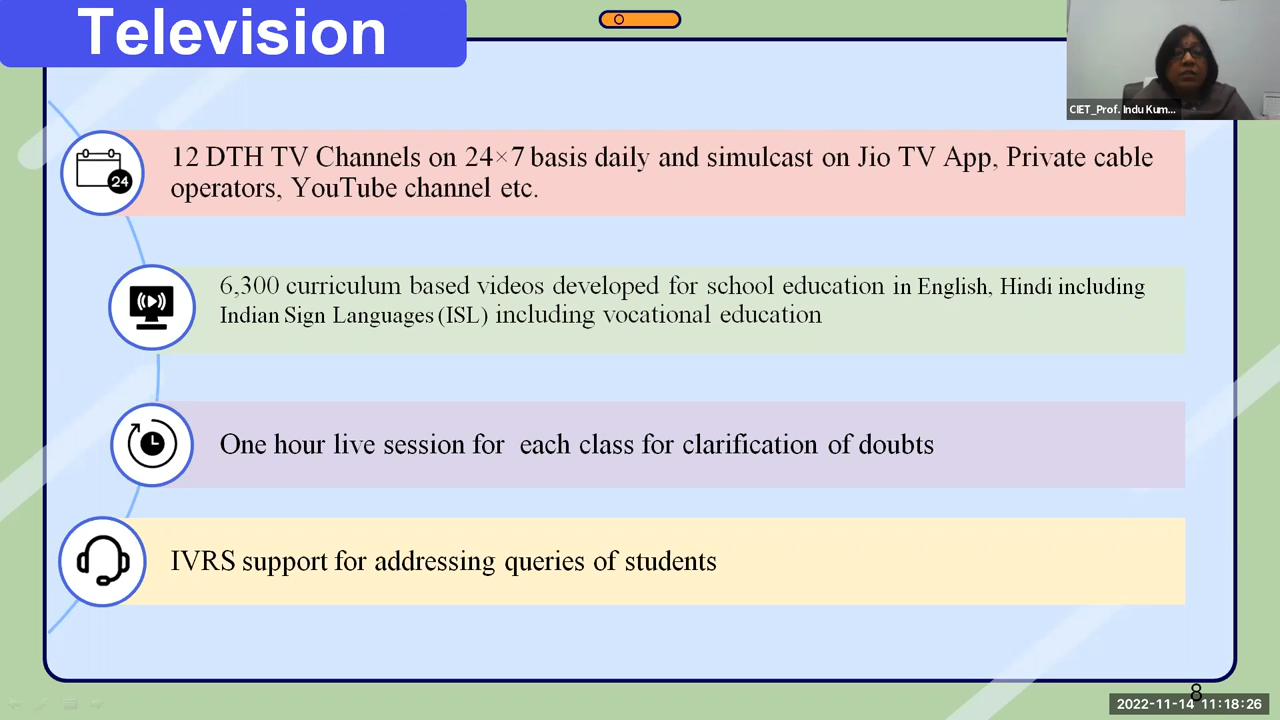 Television
CIET_Prof. Indu Kum...
24
12 DTH TV Channels on 24×7 basis daily and simulcast on Jio TV App, Private cable
operators, YouTube channel etc.
6,300 curriculum based videos developed for school education in English, Hindi including
Indian Sign Languages (ISL) including vocational education
One hour live session for each class for clarification of doubts
IVRS support for addressing queries of students
8
2022-11-14 11:18:26